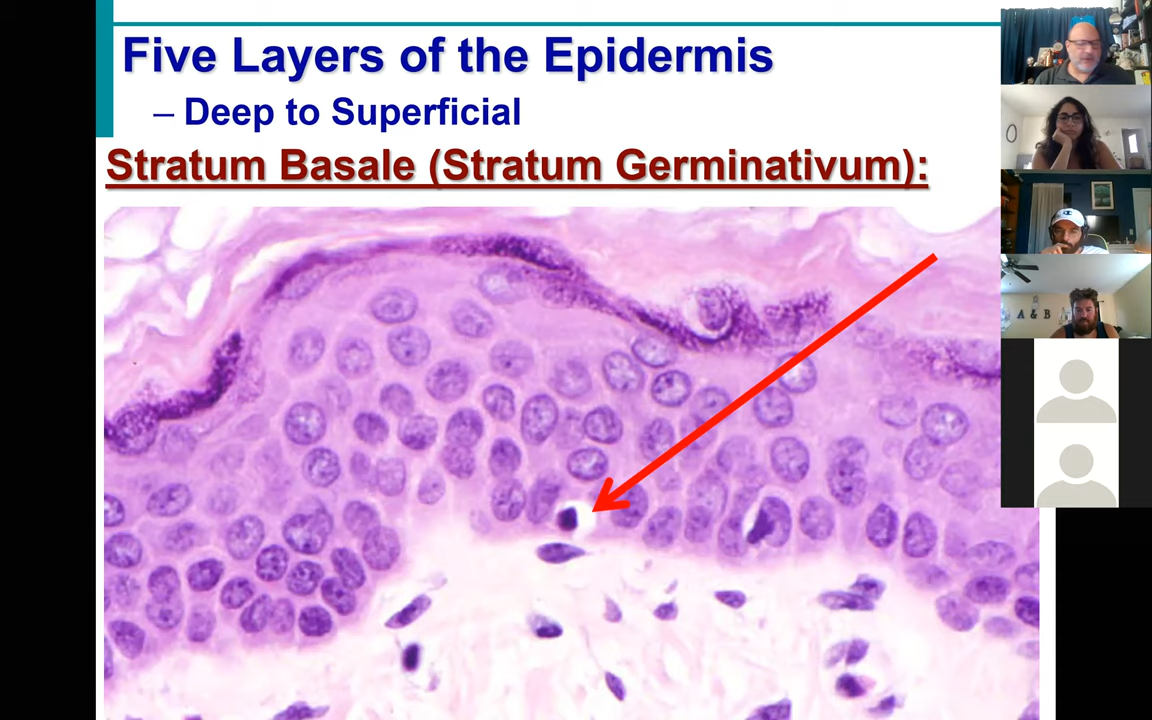 Five Layers of the Epidermis
– Deep to Superficial
Stratum Basale (Stratum Germinativum):
A & B